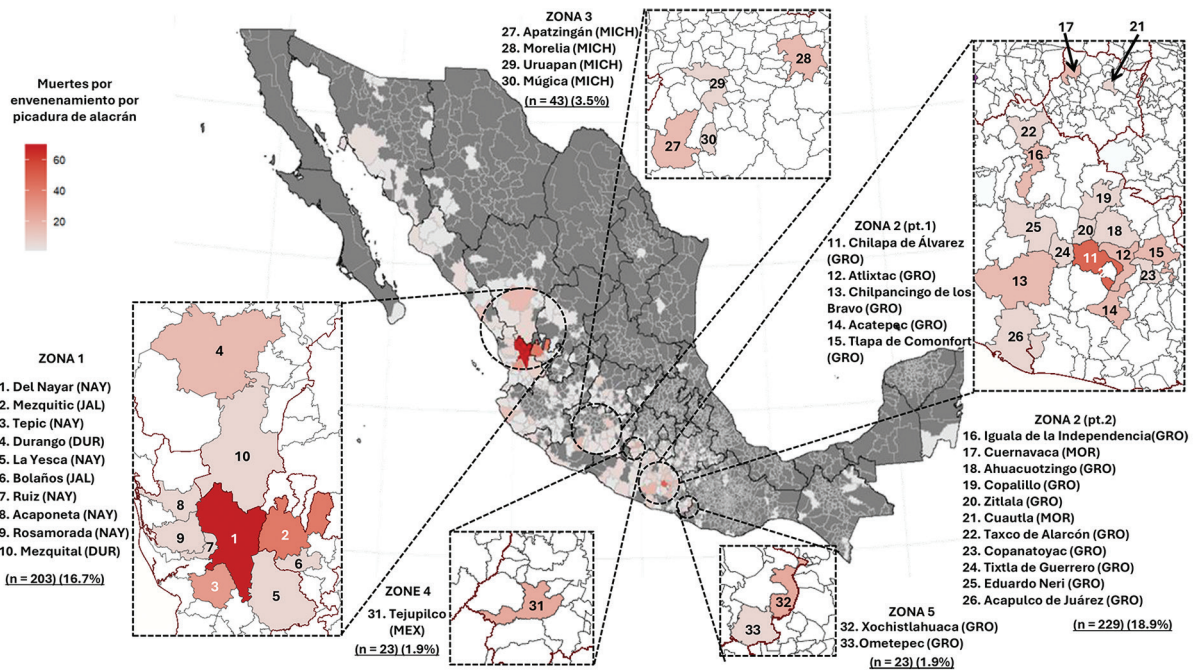 ZONA 3
27. Apatzingán (MICH)
28. Morelia (MICH)
29. Uruapan (MICH)
30. Múgica (MICH)
(n = 43) (3.5%)
28
29
27
30
17
21
22
16
19
25
20
18
24
11
12
15
23
13
14
26
Muertes por
envenenamiento por
picadura de alacrán
60
40
20
ZONA 2 (pt.1)
11. Chilapa de Álvarez
(GRO)
12. Atlixtac (GRO)
13. Chilpancingo de los
Bravo (GRO)
14. Acatepec (GRO)
15. Tlapa de Comonfort
(GRO)
ZONA 1
1. Del Nayar (NAY)
2. Mezquitic (JAL)
3. Tepic (NAY)
4. Durango (DUR)
5. La Yesca (NAY)
6. Bolaños (JAL)
7. Ruiz (NAY)
8. Acaponeta (NAY)
9. Rosamorada (NAY)
10. Mezquital (DUR)
(n = 203) (16.7%)
4
10
8
9
7
1
2
6
3
5
ZONA 2 (pt.2)
16. Iguala de la Independencia(GRO)
17. Cuernavaca (MOR)
18. Ahuacuotzingo (GRO)
19. Copalillo (GRO)
20. Zitlala (GRO)
21. Cuautla (MOR)
22. Taxco de Alarcón (GRO)
23. Copanatoyac (GRO)
24. Tixtla de Guerrero (GRO)
25. Eduardo Neri (GRO)
26. Acapulco de Juárez (GRO)
(n = 229) (18.9%)
ZONE 4
31. Tejupilco
(MEX)
(n = 23) (1.9%)
31
32
33
ZONA 5
32. Xochistlahuaca (GRO)
33.Ometepec (GRO)
(n = 23) (1.9%)